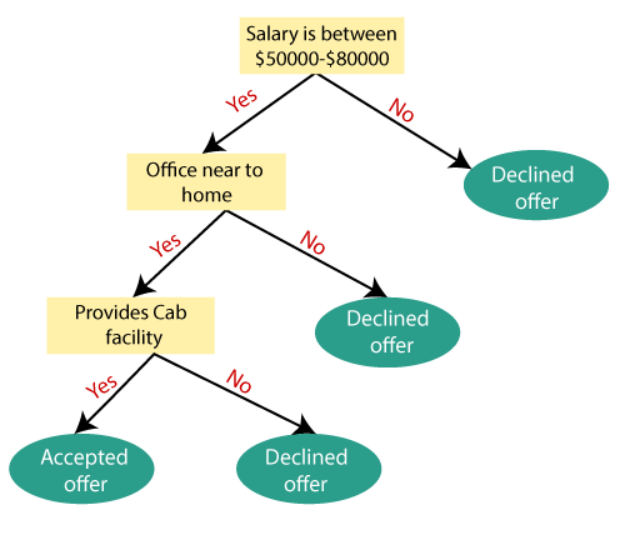 Salary is between
$50000-$80000
Yes
No
Office near to
home
Declined
offer
Yes
No
Provides Cab
facility
Declined
offer
Yes
No
Accepted
offer
Declined
offer